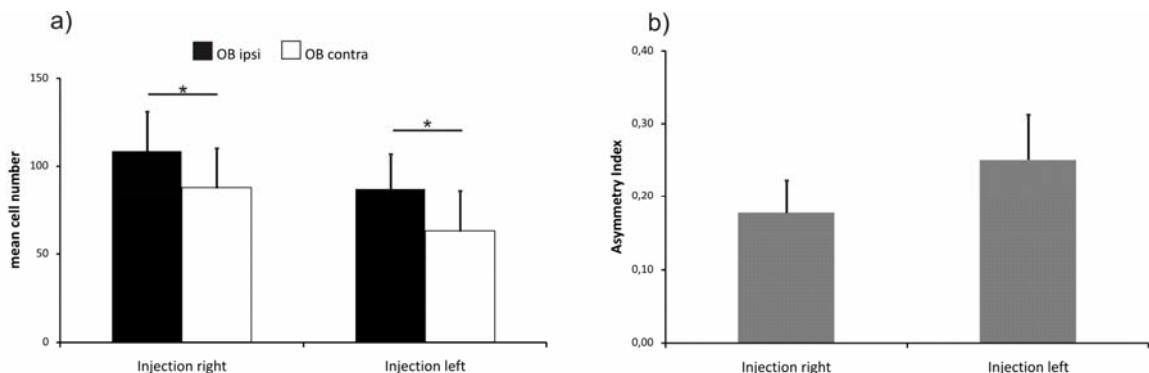 a)
OB ipsi OB contra
150
100
50
0
mean cell number
*
*
Injection right Injection left
b)
0,40
0,30
0,20
0,10
0,00
Asymmetry Index
Injection right Injection left